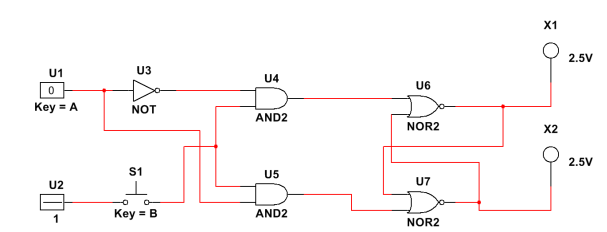 X1
2.5V
U1
0
Key = A
U3
NOT
U4
AND2
U6
NOR2
X2
2.5V
U2
1
S1
Key = B
U5
AND2
U7
NOR2